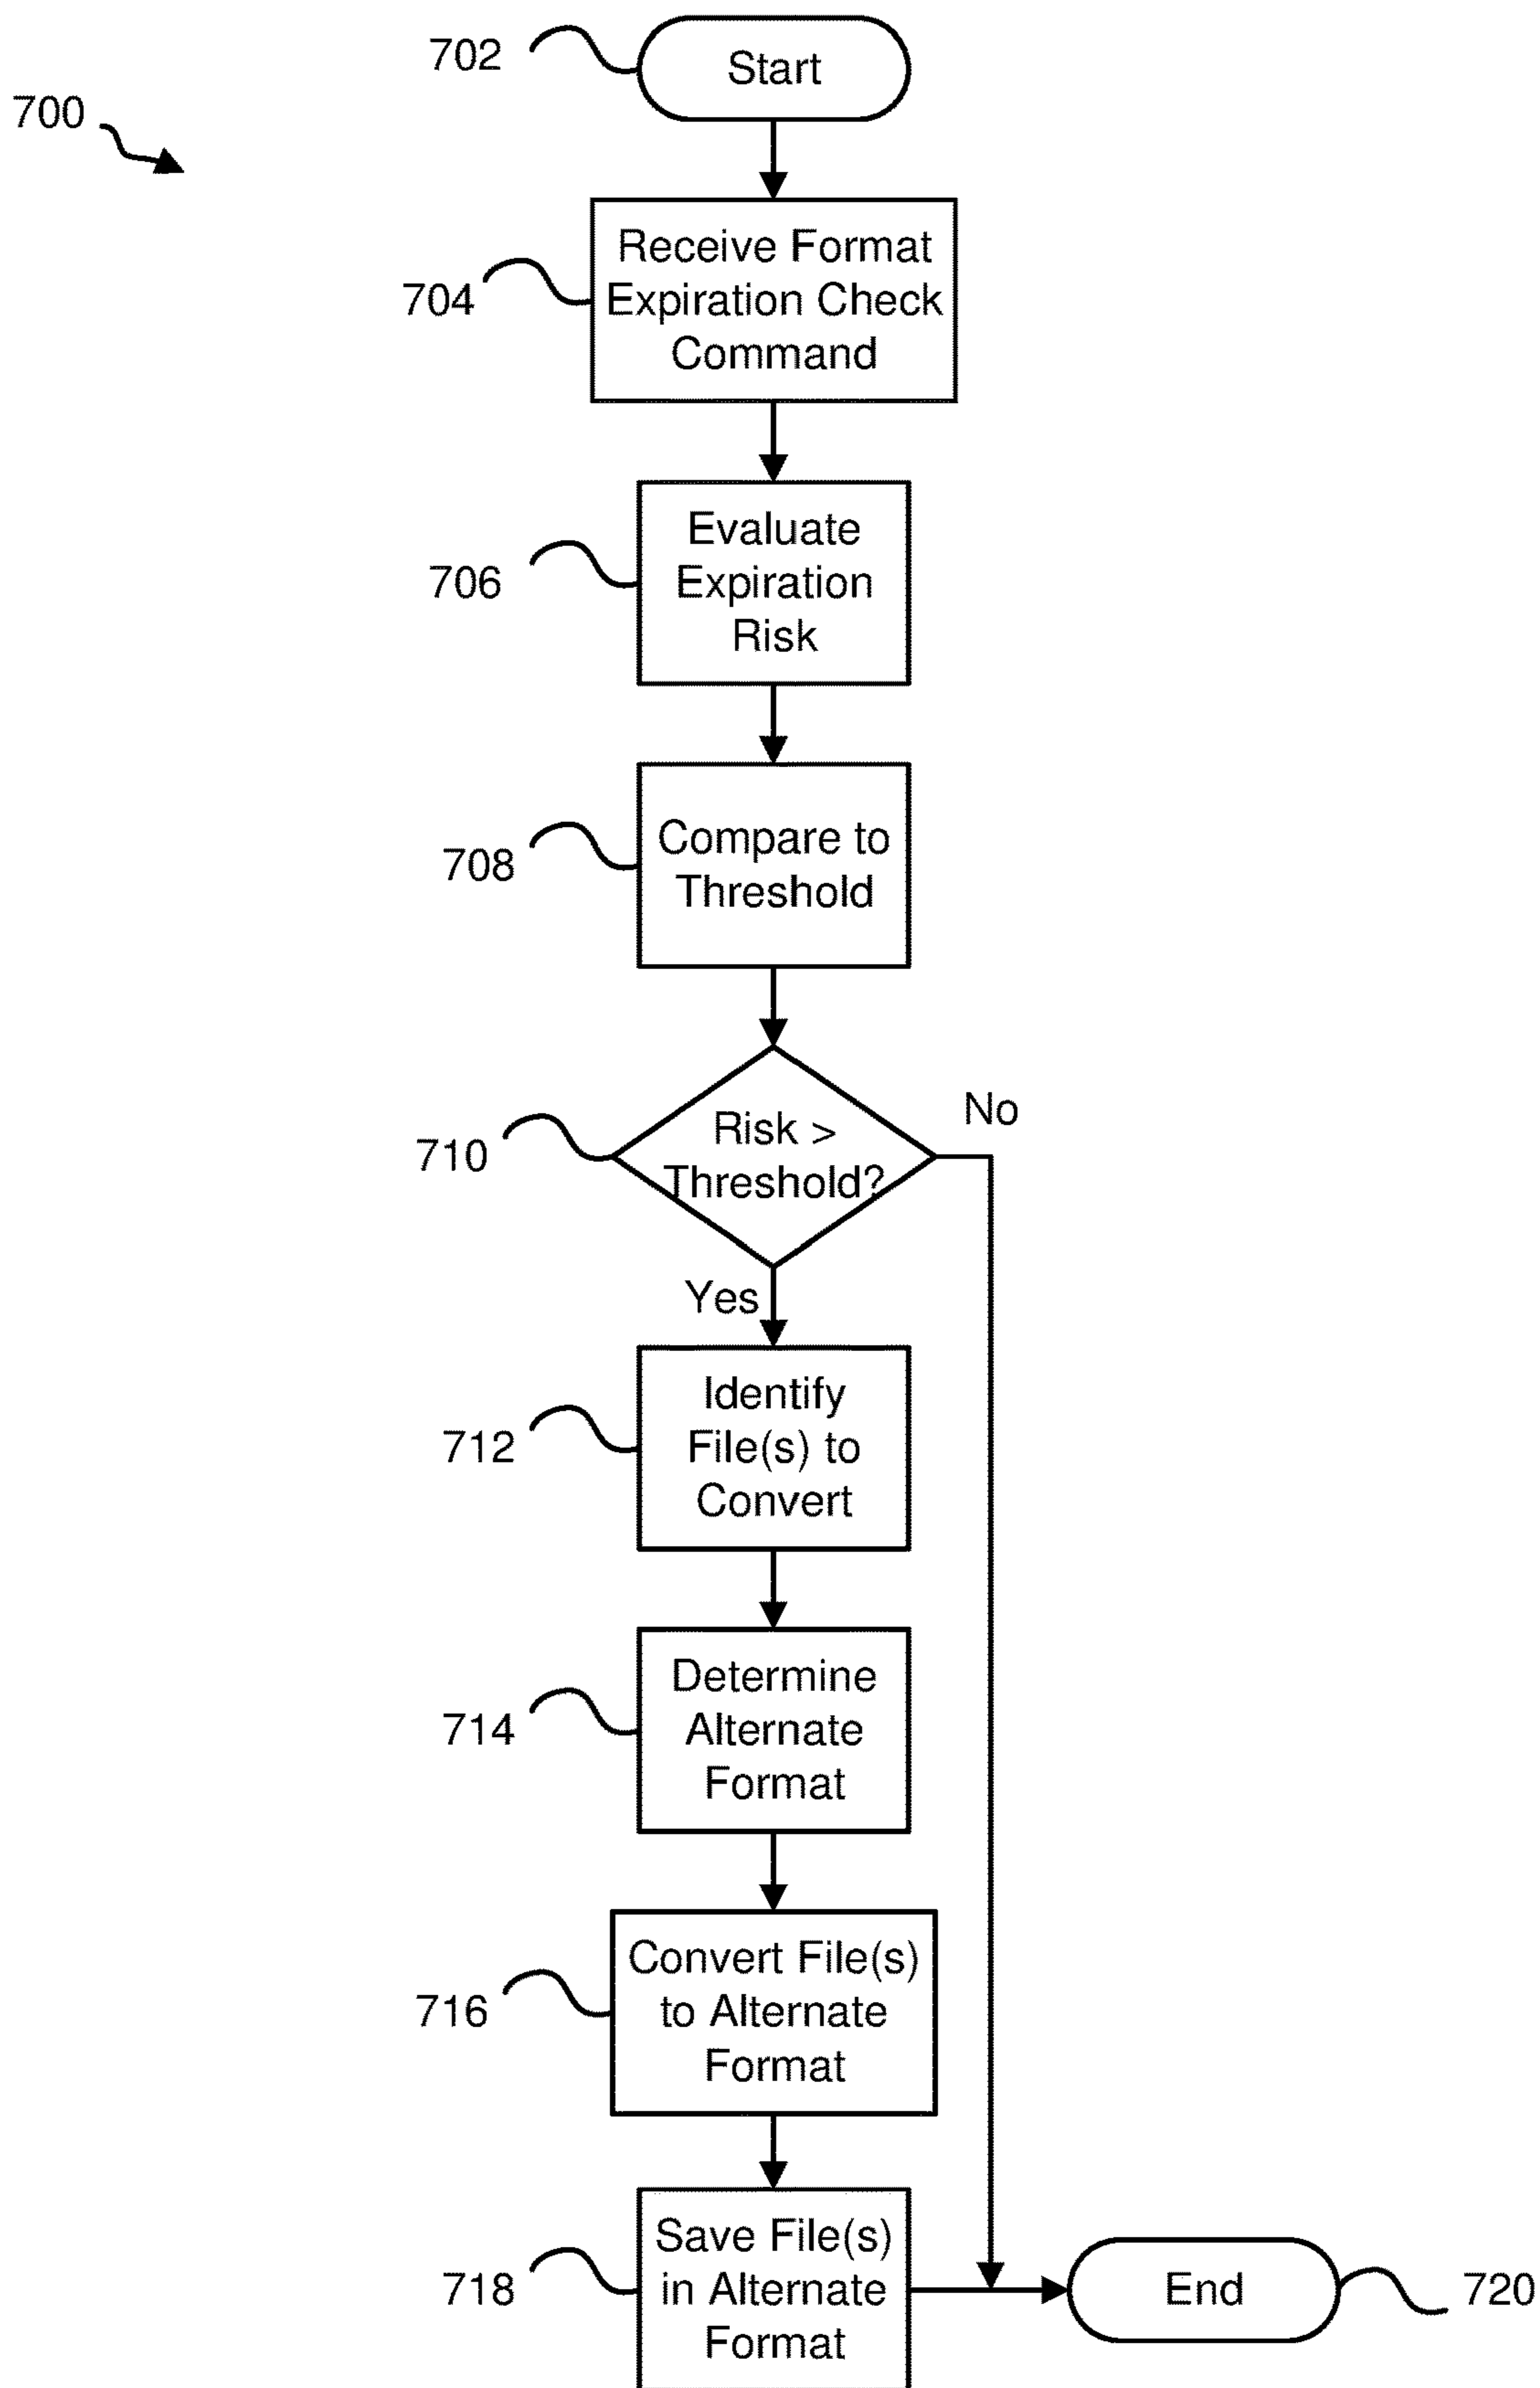 702
Start
700
Receive Format
Expiration Check
Command
704
Evaluate
Expiration
Risk
706
Compare to
Threshold
708
Risk >
Threshold?
710
No
Yes
Identify
File(s) to
Convert
712
Determine
Alternate
Format
714
Convert File(s)
to Alternate
Format
716
Save File(s)
in Alternate
Format
718
End
720